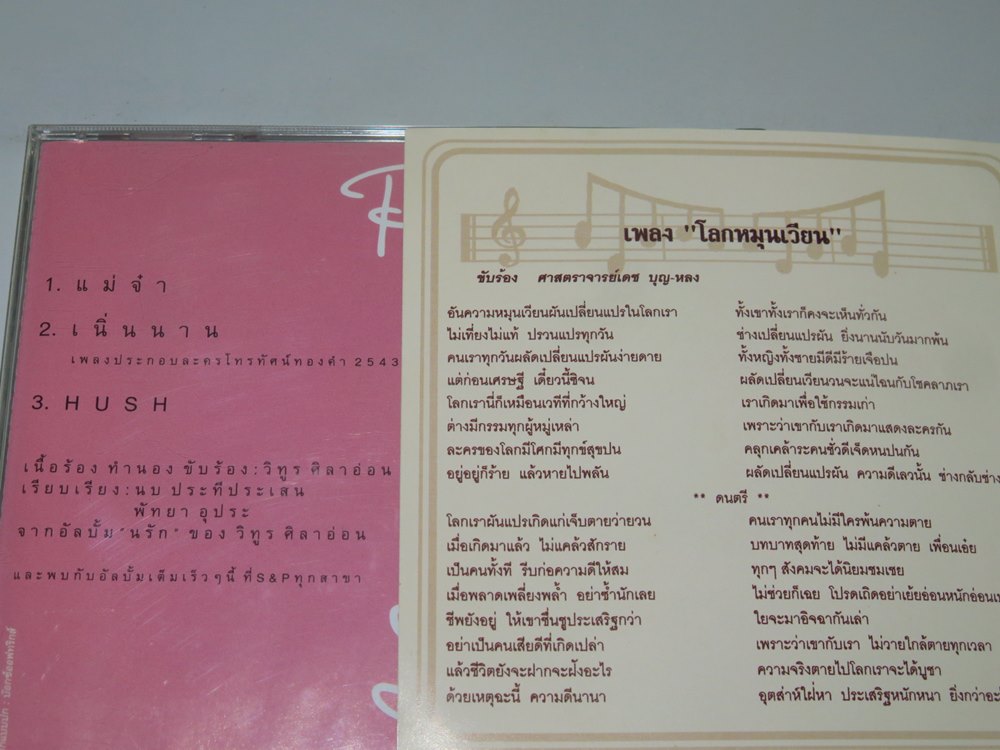 1. แม่จ๋า
2. เนิ่นนาน
เพลงประกอบละครโทรทัศน์ทองคำ 2543
3. HUSH
เนื้อร้อง ทำนอง ขับร้อง : วิฑูร ศิลาอ่อน
เรียบเรียง : นบ ประทีปะเสน
พัทยา อุประ
จากอัลบั้ม "นรัก" ของ วิฑูร ศิลาอ่อน
และพบกับอัลบั้มเต็มเร็วๆนี้ ที่ S&P ทุกสาขา
เพลง "โลกหมุนเวียน"
ขับร้อง ศาสตราจารย์เดช บุญ-หลง
อันความหมุนเวียนผันเปลี่ยนแปรในโลกเรา ทั้งเขาทั้งเราก็คงจะเห็นทั่วกัน
ไม่เที่ยงไม่แท้ ปรวนแปรทุกวัน ช่างเปลี่ยนแปรผัน ยิ่งนานนับวันมากพ้น
คนเราทุกวันผลัดเปลี่ยนแปรผันง่ายดาย ทั้งหญิงทั้งชายมีดีมีร้ายเจือปน
แต่ก่อนเศรษฐี เดี๋ยวนี้ซิจน ผลัดเปลี่ยนเวียนวนจะแน่ไฉนกับโชคลาภเรา
โลกเรานี่ก็เหมือนเวทีที่กว้างใหญ่ เราเกิดมาเพื่อใช้กรรมเก่า
ต่างมีกรรมทุกผู้หมู่เหล่า เพราะว่าเขากับเราเกิดมาแสดงละครกัน
ละครของโลกมีโศกมีทุกข์สุขปน คลุกเคล้าระคนชั่วดีเจ็ดหนปนกัน
อยู่อยู่ก็ร้าย แล้วหายไปพลัน ผลัดเปลี่ยนแปรผัน ความดีเลวนั้น ช่างกลับช่าง
** ดนตรี **
โลกเราผันแปรเกิดแก่เจ็บตายว่ายวน คนเราทุกคนไม่มีใครพ้นความตาย
เมื่อเกิดมาแล้ว ไม่แคล้วสักราย บทบาทสุดท้าย ไม่มีแคล้วตาย เพื่อนเอ๋ย
เป็นคนทั้งที รีบก่อความดีให้สม ทุกๆ สังคมจะได้นิยมชมเชย
เมื่อพลาดเพลี่ยงพล้ำ อย่าซ้ำนักเลย ไม่ช่วยก็เฉย โปรดเถิดอย่าเย้ยอ่อนหนักอ่อน
ชีพยังอยู่ ให้เขาชื่นชูประเสริฐกว่า ใยจะมาอิจฉากันเล่า
อย่าเป็นคนเสียดีที่เกิดเปล่า เพราะว่าเขากับเรา ไม่วายใกล้ตายทุกเวลา
แล้วชีวิตยังจะฝากจะฝังอะไร ความจริงตายไปโลกเราจะได้บูชา
ด้วยเหตุฉะนี้ ความดีนานา อุตส่าห์ใฝ่หา ประเสริฐหนักหนา ยิ่งกว่าอะ